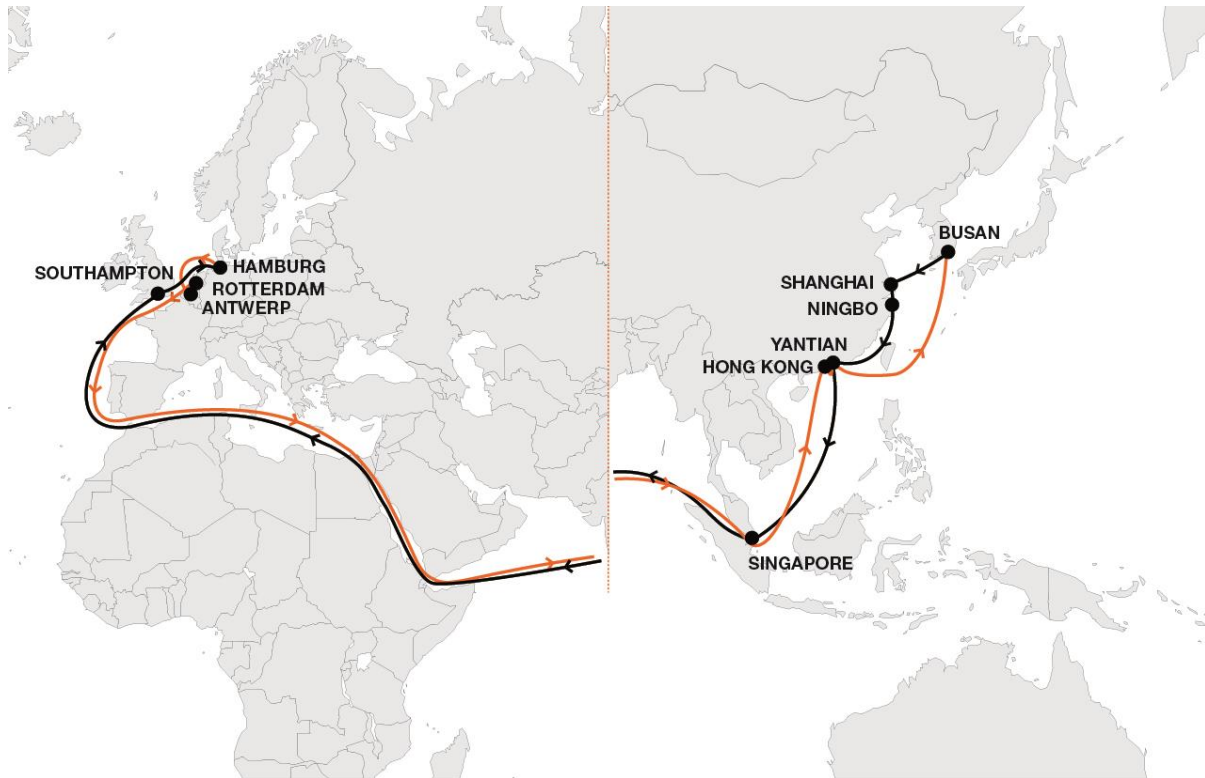 SOUTHAMPTON
HAMBURG
ROTTERDAM
ANTWERP
BUSAN
SHANGHAI
NINGBO
YANTIAN
HONG KONG
SINGAPORE